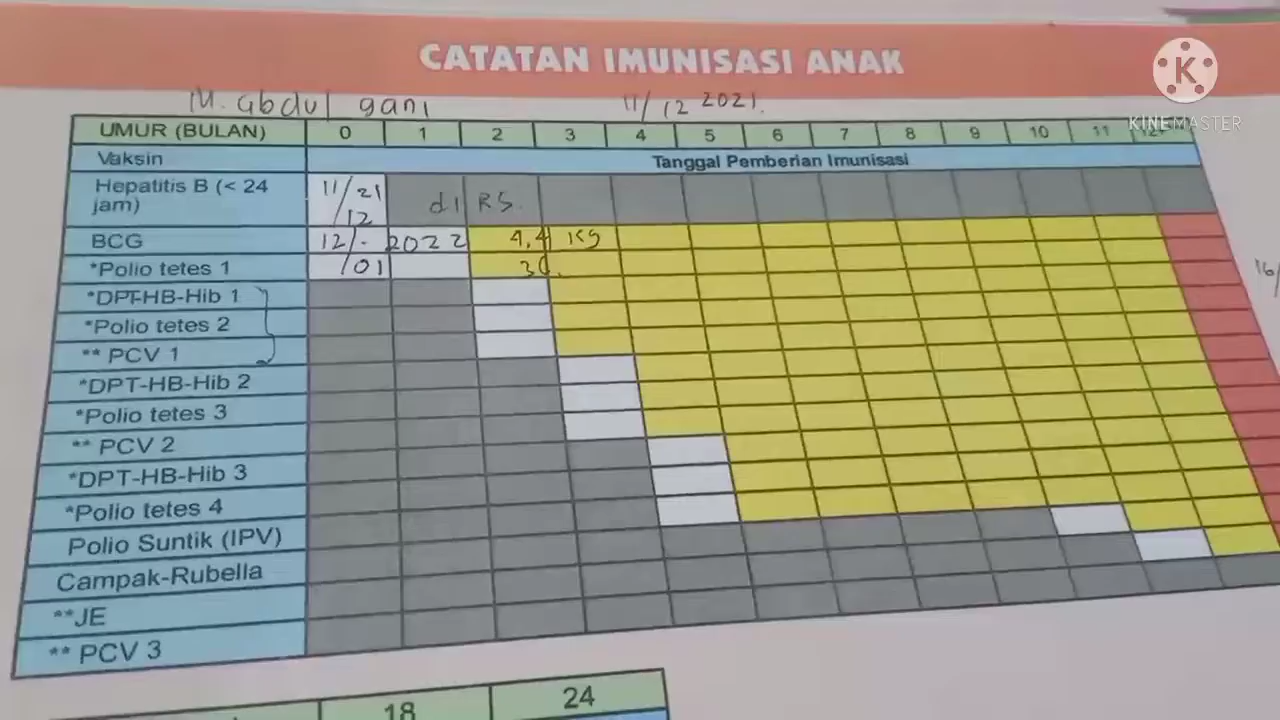 CATATAN IMUNISASI ANAK
K
KINEMASTER
M. abdul gani 11/12 2021.
UMUR (BULAN) 0 1 2 3 4 5 6 7 8 9 10 11 12+
Vaksin Tanggal Pemberian Imunisasi
Hepatitis B (< 24 jam) 11/12 21 di RS.
BCG 12/01 - 2022 4,4 KG
*Polio tetes 1
16/
*DPT-HB-Hib 1
*Polio tetes 2
** PCV 1
*DPT-HB-Hib 2
*Polio tetes 3
** PCV 2
*DPT-HB-Hib 3
*Polio tetes 4
Polio Suntik (IPV)
Campak-Rubella
**JE
** PCV 3
18 24